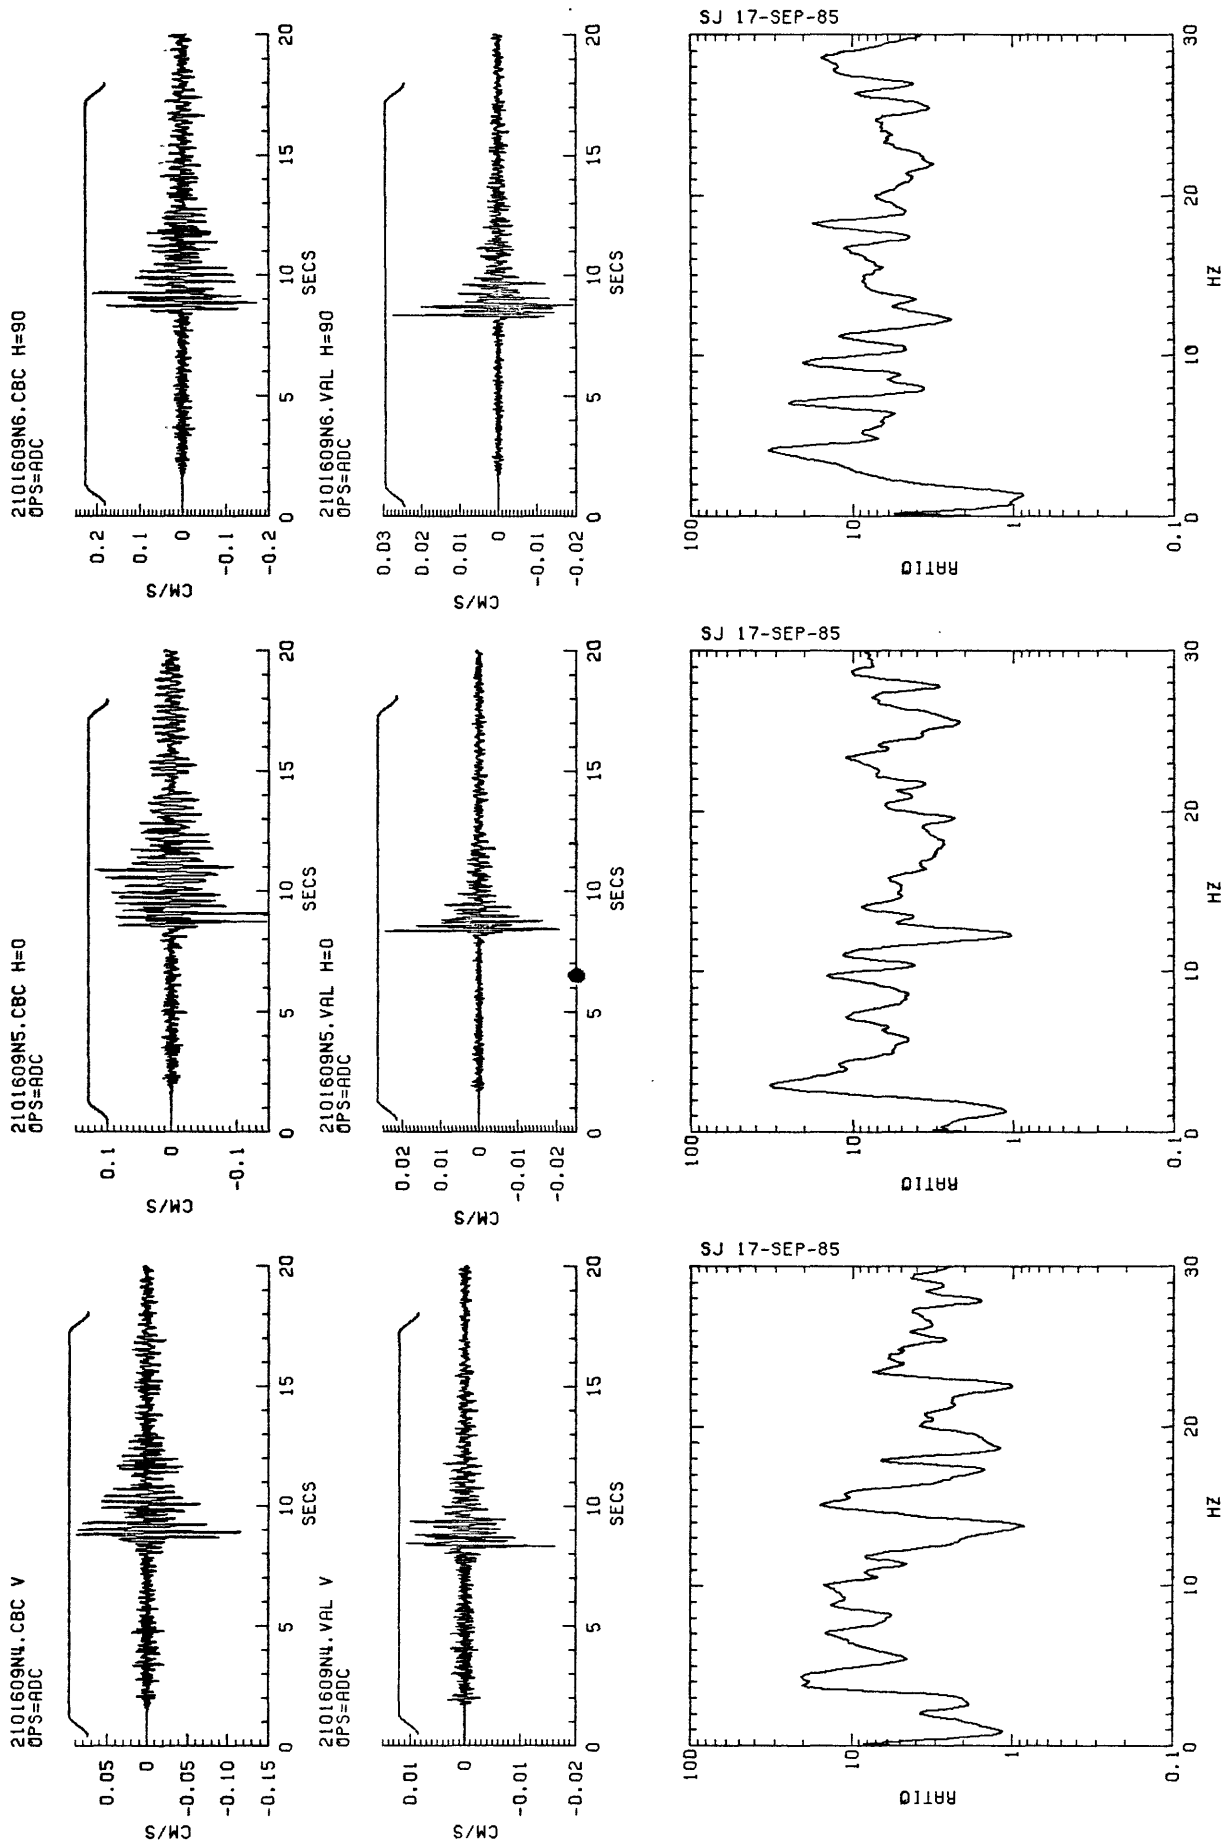 2101609N4.CBC V
OPS=ADC
CM/S
0.05
0
-0.05
-0.10
-0.15
0 5 10 15 20
SECS
2101609N4.VAL V
OPS=ADC
CM/S
0.01
0
-0.01
-0.02
0 5 10 15 20
SECS
SJ 17-SEP-85
RATIO
100
10
1
0.1
0 10 20 30
HZ
2101609N5.CBC H=0
OPS=ADC
CM/S
0.1
0
-0.1
0 5 10 15 20
SECS
2101609N5.VAL H=0
OPS=ADC
CM/S
0.02
0.01
0
-0.01
-0.02
0 5 10 15 20
SECS
SJ 17-SEP-85
RATIO
100
10
1
0.1
0 10 20 30
HZ
2101609N6.CBC H=90
OPS=ADC
CM/S
0.2
0.1
0
-0.1
-0.2
0 5 10 15 20
SECS
2101609N6.VAL H=90
OPS=ADC
CM/S
0.03
0.02
0.01
0
-0.01
-0.02
0 5 10 15 20
SECS
SJ 17-SEP-85
RATIO
100
10
1
0.1
0 10 20 30
HZ